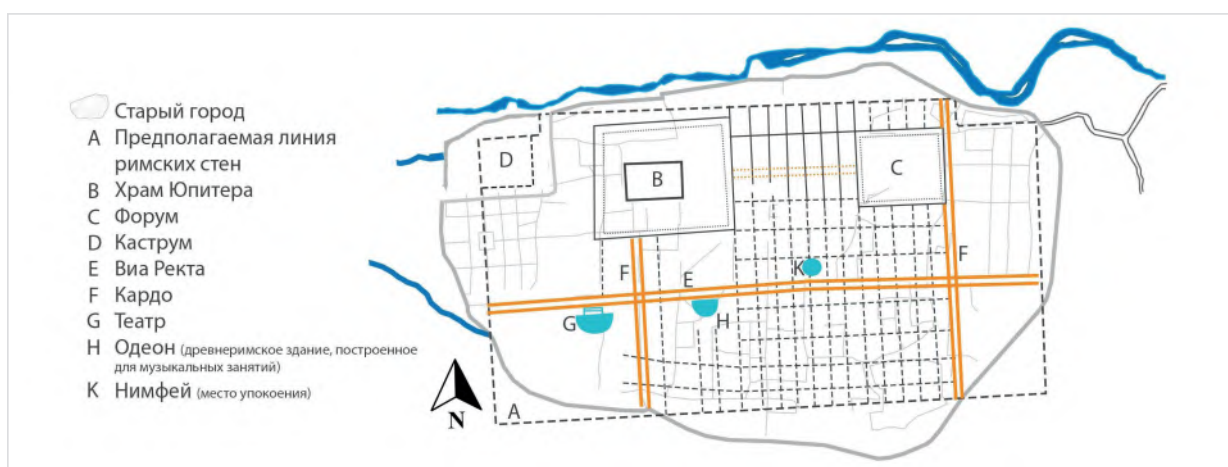 Старый город
A Предполагаемая линия
римских стен
B Храм Юпитера
C Форум
D Каструм
E Виа Ректа
F Кардо
G Театр
H Одеон (древнеримское здание, построенное
для музыкальных занятий)
K Нимфей (место упокоения)
D
B
C
F
E
K
F
G
H
A
N